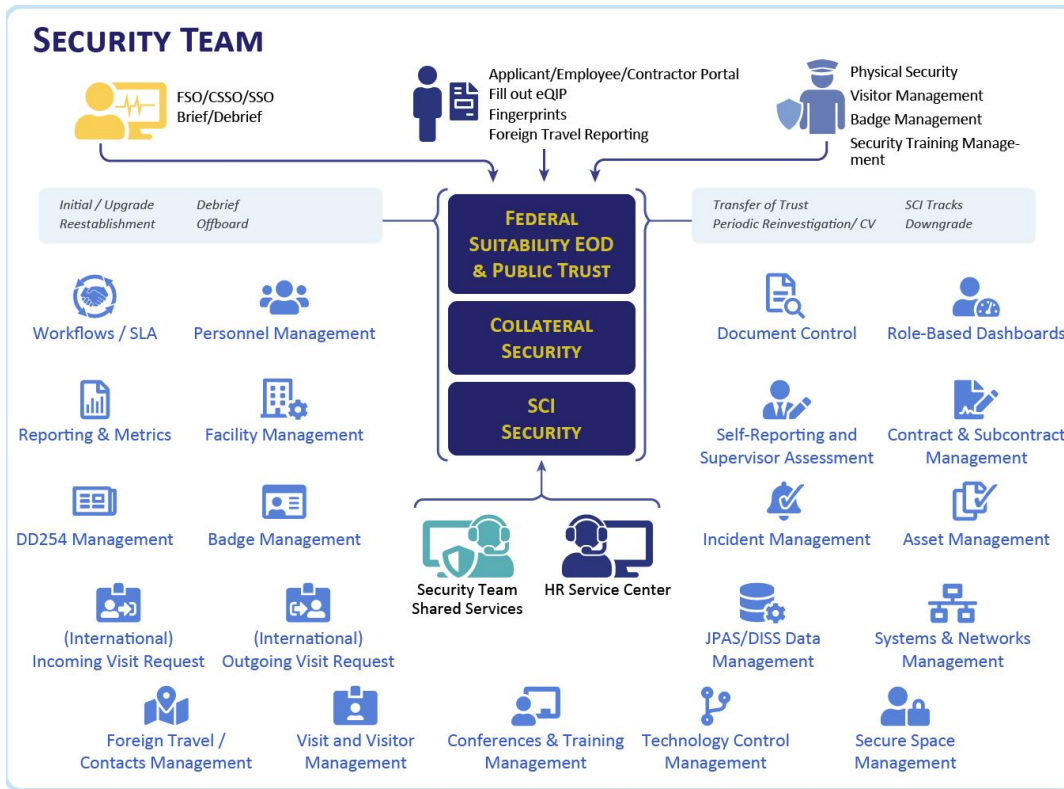 SECURITY TEAM
FSO/CSSO/SSO
Brief/Debrief
Applicant/Employee/Contractor Portal
Fill out eQIP
Fingerprints
Foreign Travel Reporting
Physical Security
Visitor Management
Badge Management
Security Training Manage-
ment
Initial / Upgrade
Reestablishment
Debrief
Offboard
FEDERAL
SUITABILITY EOD
& PUBLIC TRUST
COLLATERAL
SECURITY
SCI
SECURITY
Transfer of Trust
Periodic Reinvestigation/ CV
SCI Tracks
Downgrade
Workflows / SLA
Personnel Management
Document Control
Role-Based Dashboards
Reporting & Metrics
Facility Management
Self-Reporting and
Supervisor Assessment
Contract & Subcontract
Management
DD254 Management
Badge Management
Security Team
Shared Services
HR Service Center
Incident Management
Asset Management
(International)
Incoming Visit Request
(International)
Outgoing Visit Request
JPAS/DISS Data
Management
Systems & Networks
Management
Foreign Travel /
Contacts Management
Visit and Visitor
Management
Conferences & Training
Management
Technology Control
Management
Secure Space
Management